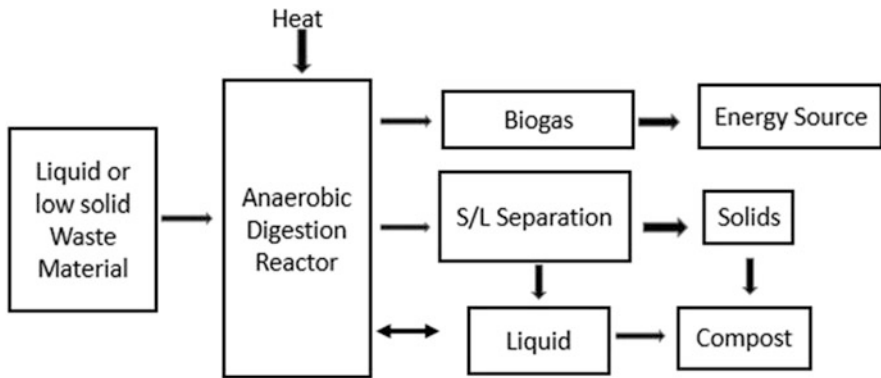 Heat
Liquid or
low solid
Waste
Material
Anaerobic
Digestion
Reactor
Biogas
Energy Source
S/L Separation
Solids
Liquid
Compost